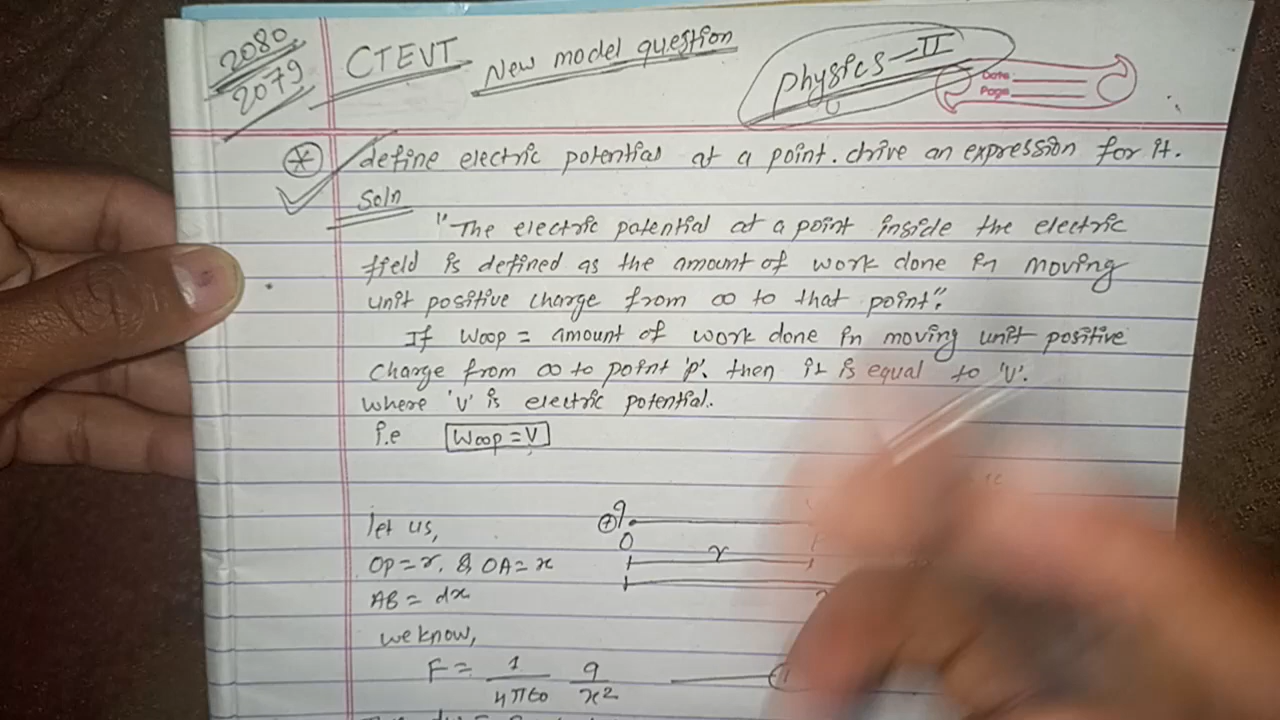 2080
2079
CTEVT New model question
Physics-II
Date
Page
* define electric potential at a point. drive an expression for it.
Soln
"The electric potential at a point inside the electric
field is defined as the amount of work done in moving
unit positive charge from ∞ to that point".
If W∞p = amount of work done in moving unit positive
charge from ∞ to point 'p'. then it is equal to 'V'.
where 'V' is electric potential.
i.e W∞p = V
let us,
+q
O
r
OP = r. & OA = x
AB = dx
we know,
F = 1/4π∈0 q/x2